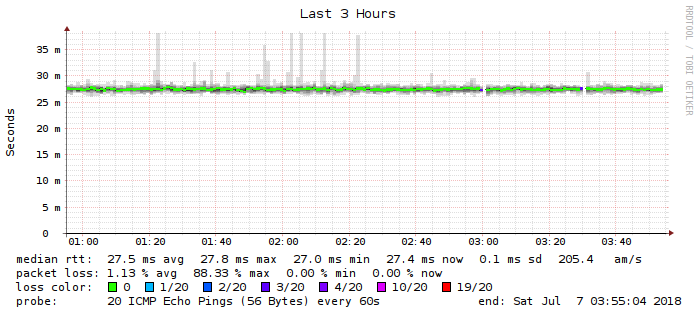 Last 3 Hours
RRDTOOL / TOBI OETIKER
Seconds
35 m
30 m
25 m
20 m
15 m
10 m
5 m
0
01:00 01:20 01:40 02:00 02:20 02:40 03:00 03:20 03:40
median rtt: 27.5 ms avg 27.8 ms max 27.0 ms min 27.4 ms now 0.1 ms sd 205.4 am/s
packet loss: 1.13 % avg 88.33 % max 0.00 % min 0.00 % now
loss color: 0 1/20 2/20 3/20 4/20 10/20 19/20
probe: 20 ICMP Echo Pings (56 Bytes) every 60s end: Sat Jul 7 03:55:04 2018